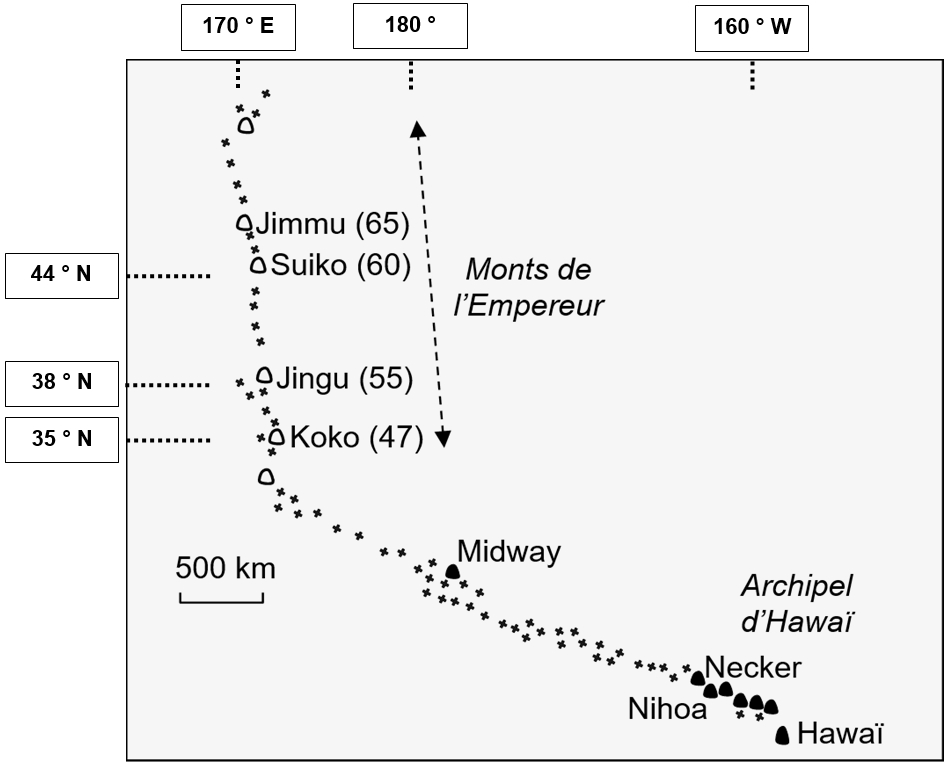 170 ° E
180 °
160 ° W
Jimmu (65)
44 ° N
Suiko (60)
Monts de
l’Empereur
38 ° N
Jingu (55)
35 ° N
Koko (47)
Midway
500 km
Archipel
d’Hawaï
Necker
Nihoa
Hawaï